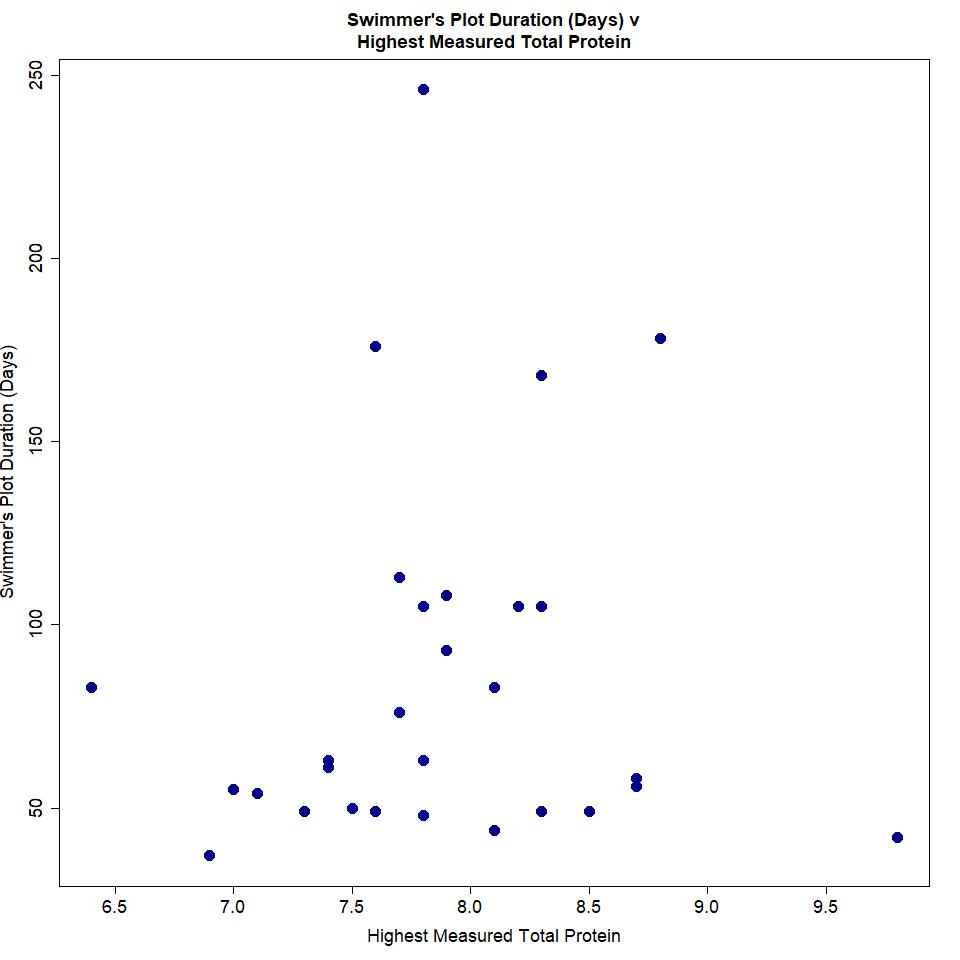 Swimmer's Plot Duration (Days) v
Highest Measured Total Protein
Swimmer's Plot Duration (Days)
250
200
150
100
50
6.5 7.0 7.5 8.0 8.5 9.0 9.5
Highest Measured Total Protein